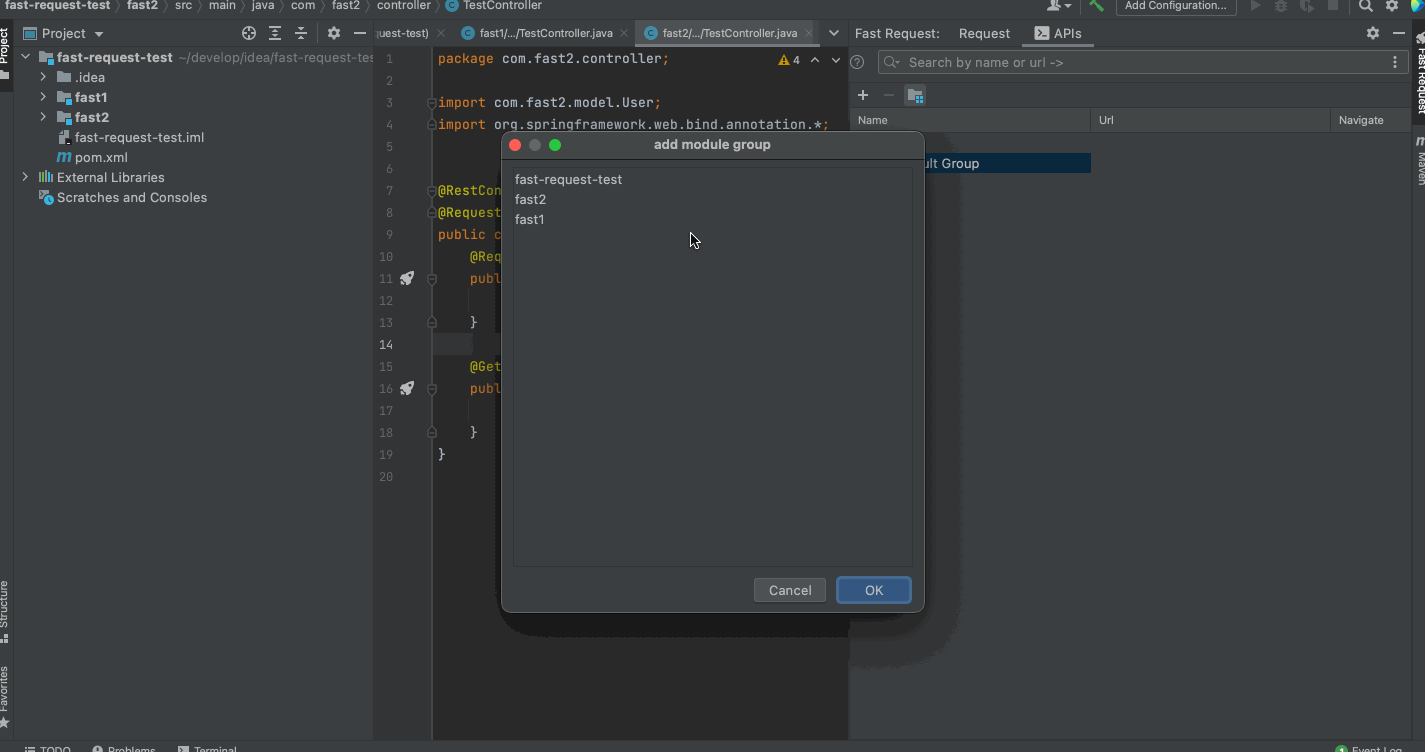 fast-request-test fast2 src main java com fast2 controller TestController
Add Configuration...
Project
Project
fast-request-test ~/develop/idea/fast-request-tes
.idea
fast1
fast2
fast-request-test.iml
pom.xml
External Libraries
Scratches and Consoles
Structure
Favorites
uest-test) fast1/.../TestController.java fast2/.../TestController.java
1 package com.fast2.controller;
4
2
3 import com.fast2.model.User;
4 import org.springframework.web.bind.annotation.*;
5
6
7 @RestCon
8 @Request
9 public c
10 @Req
11 publ
12
13 }
14
15 @Get
16 publ
17
18 }
19 }
20
add module group
fast-request-test
fast2
fast1
Cancel OK
Fast Request: Request APIs
Search by name or url ->
Name Url Navigate
ult Group
Fast Request
Maven
TODO Problems Terminal
1 Event Log